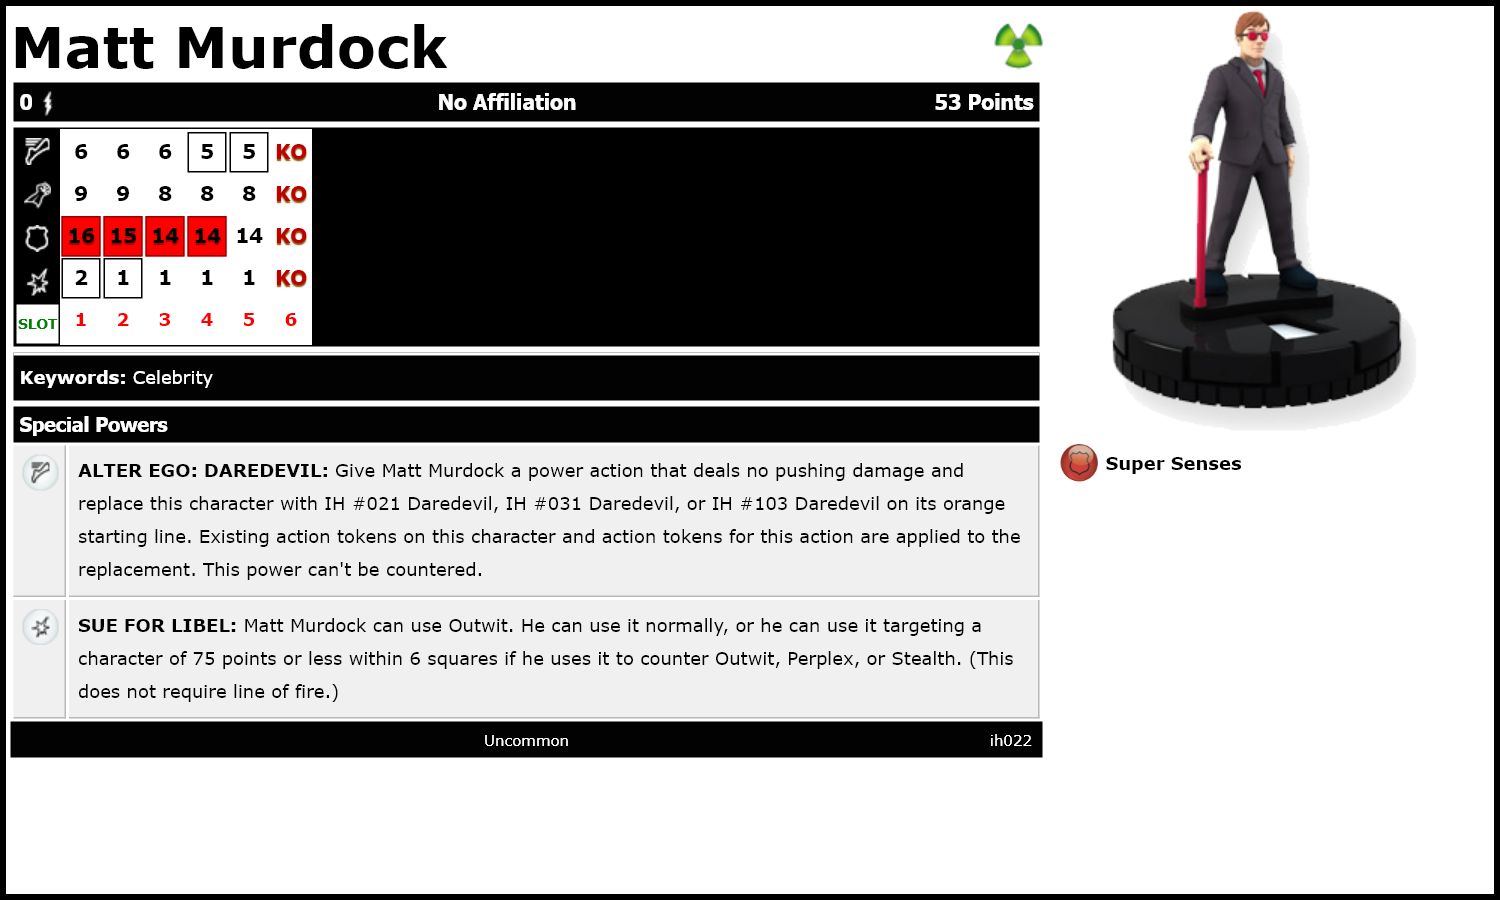 Matt Murdock
0 No Affiliation 53 Points
6 6 6 5 5 KO
9 9 8 8 8 KO
16 15 14 14 14 KO
2 1 1 1 1 KO
SLOT 1 2 3 4 5 6
Keywords: Celebrity
Special Powers
ALTER EGO: DAREDEVIL: Give Matt Murdock a power action that deals no pushing damage and
replace this character with IH #021 Daredevil, IH #031 Daredevil, or IH #103 Daredevil on its orange
starting line. Existing action tokens on this character and action tokens for this action are applied to the
replacement. This power can't be countered.
SUE FOR LIBEL: Matt Murdock can use Outwit. He can use it normally, or he can use it targeting a
character of 75 points or less within 6 squares if he uses it to counter Outwit, Perplex, or Stealth. (This
does not require line of fire.)
Uncommon ih022
Super Senses